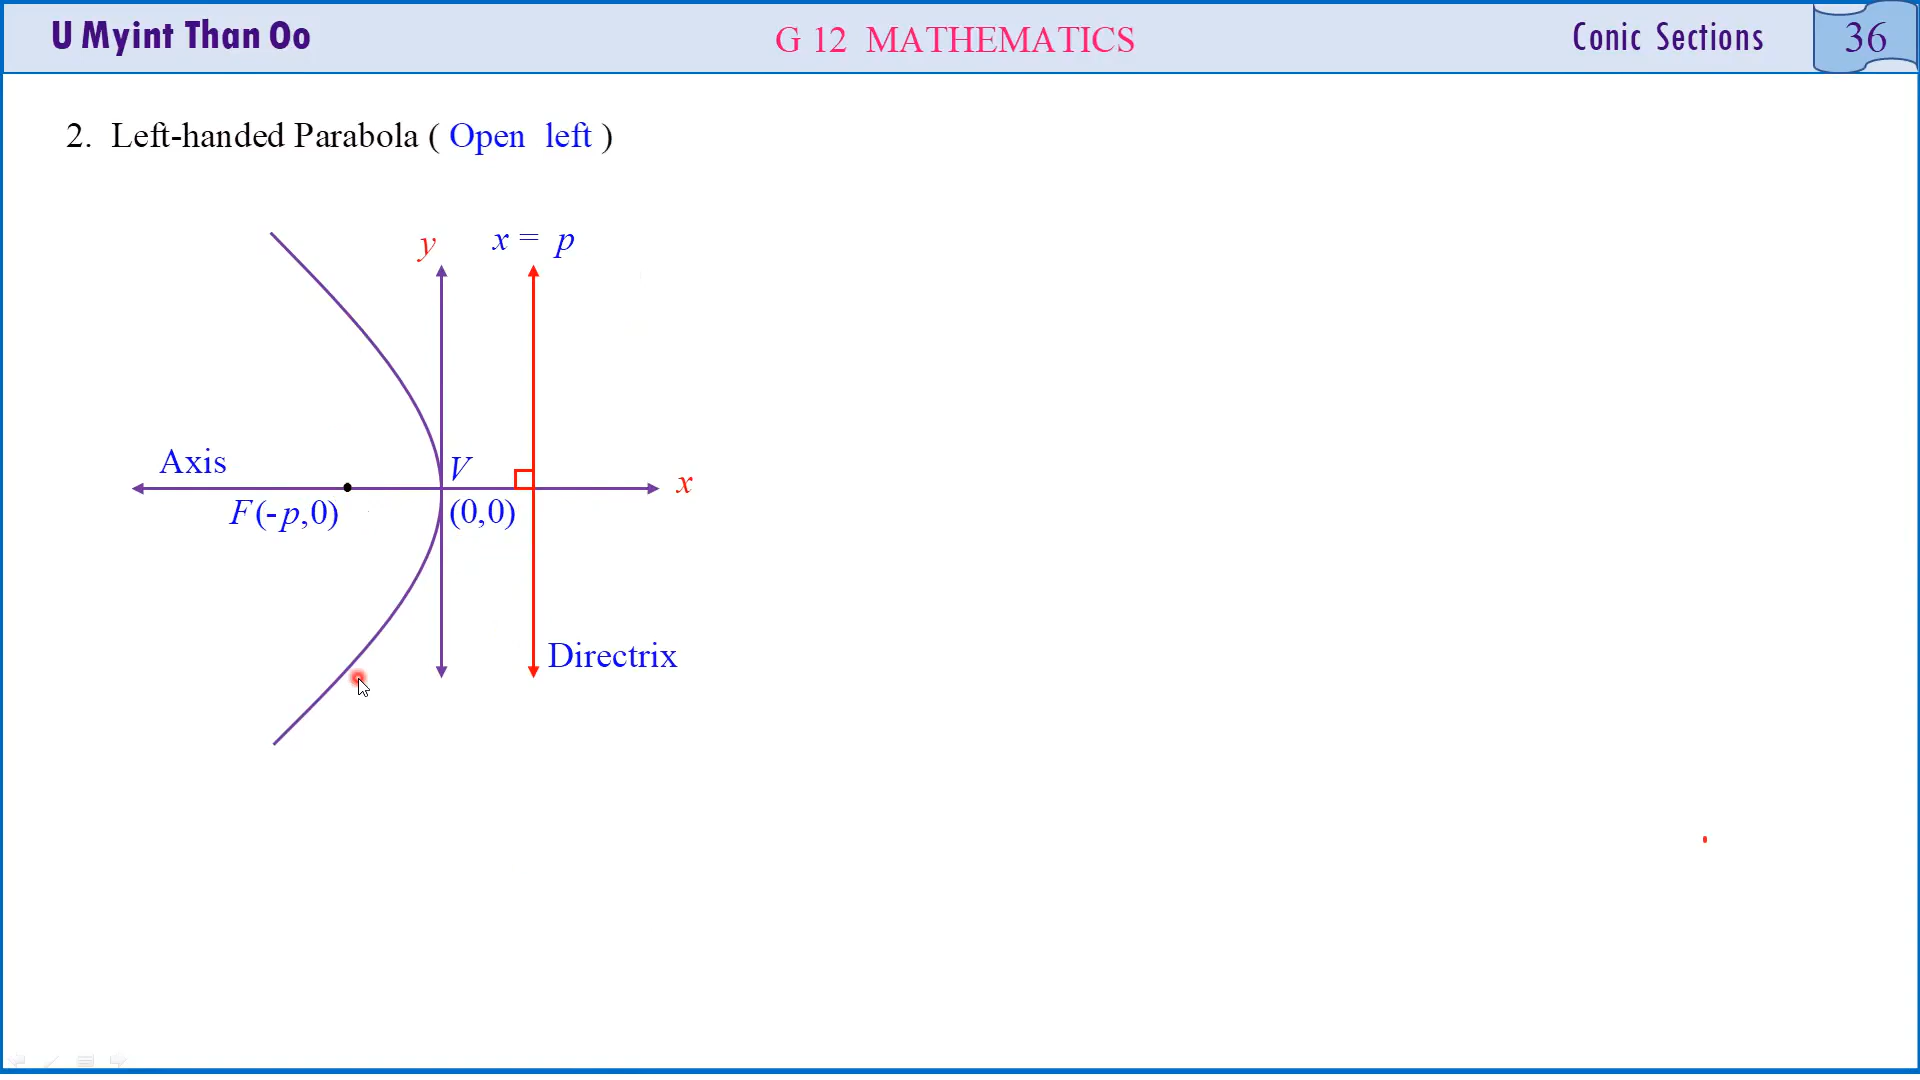 U Myint Than Oo
G 12 MATHEMATICS
Conic Sections
36
2. Left-handed Parabola ( Open left )
y
x = p
Axis
V
x
F(-p,0)
(0,0)
Directrix